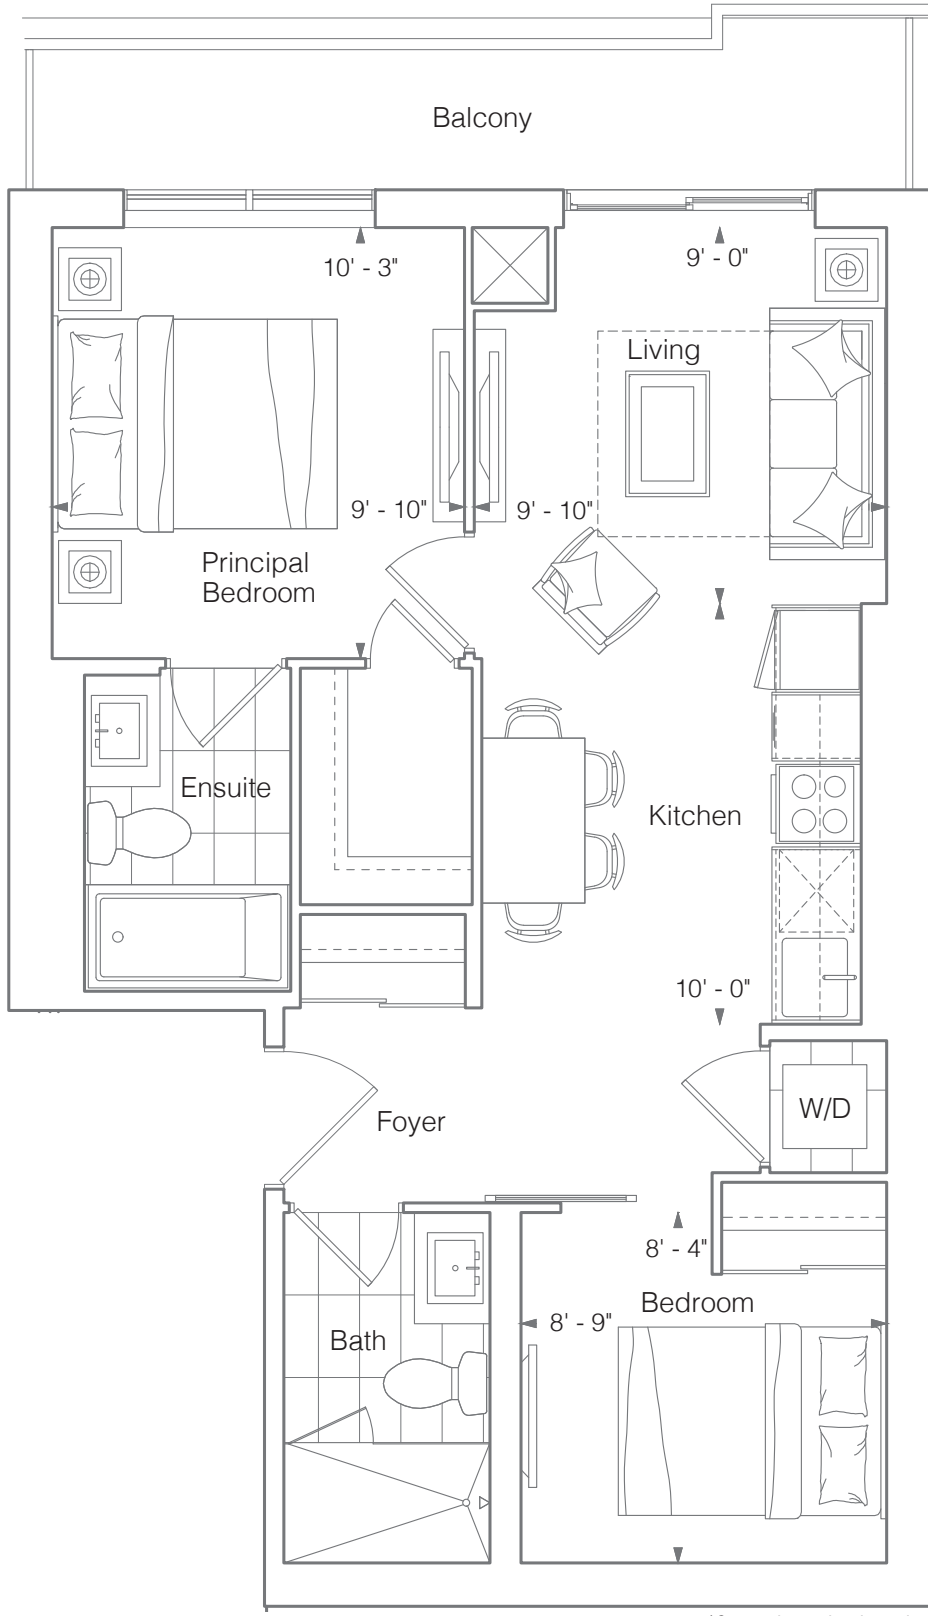 Balcony
10' - 3"
9' - 0"
Living
9' - 10"
9' - 10"
Principal
Bedroom
Ensuite
Kitchen
10' - 0"
W/D
Foyer
8' - 4"
Bedroom
8' - 9"
Bath